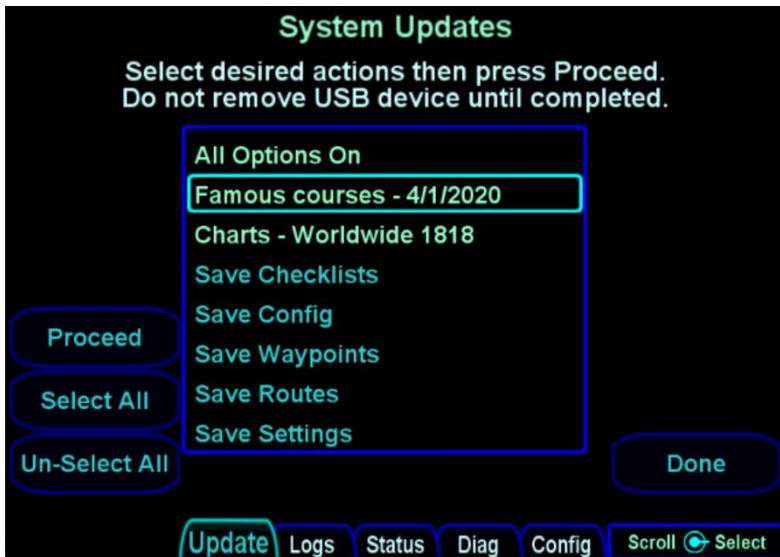 System Updates
Select desired actions then press Proceed.
Do not remove USB device until completed.
All Options On
Famous courses - 4/1/2020
Charts - Worldwide 1818
Save Checklists
Save Config
Save Waypoints
Save Routes
Save Settings
Proceed
Select All
Un-Select All
Done
Update Logs Status Diag Config Scroll Select